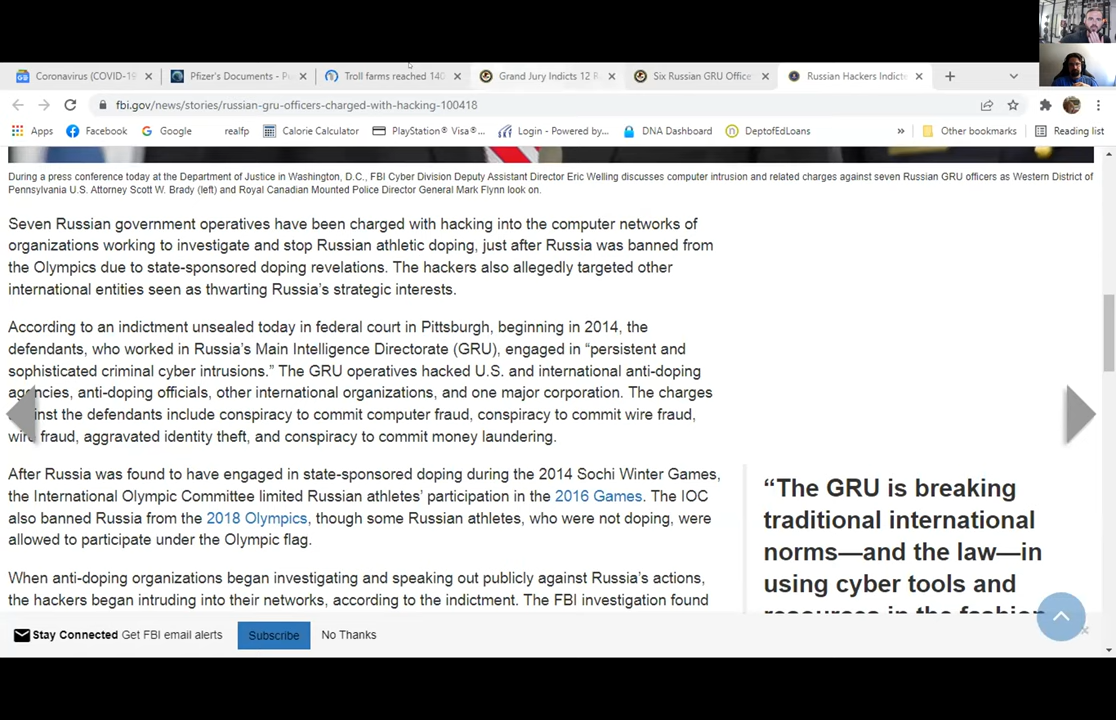 Coronavirus (COVID-19
Pfizer's Documents - Pu
Troll farms reached 140
Grand Jury Indicts 12 R
Six Russian GRU Office
Russian Hackers Indict
fbi.gov/news/stories/russian-gru-officers-charged-with-hacking-100418
Apps
Facebook
Google
realfp
Calorie Calculator
PlayStation® Visa®...
Login - Powered by...
DNA Dashboard
DeptofEdLoans
»
Other bookmarks
Reading list
During a press conference today at the Department of Justice in Washington, D.C., FBI Cyber Division Deputy Assistant Director Eric Welling discusses computer intrusion and related charges against seven Russian GRU officers as Western District of
Pennsylvania U.S. Attorney Scott W. Brady (left) and Royal Canadian Mounted Police Director General Mark Flynn look on.
Seven Russian government operatives have been charged with hacking into the computer networks of
organizations working to investigate and stop Russian athletic doping, just after Russia was banned from
the Olympics due to state-sponsored doping revelations. The hackers also allegedly targeted other
international entities seen as thwarting Russia's strategic interests.
According to an indictment unsealed today in federal court in Pittsburgh, beginning in 2014, the
defendants, who worked in Russia's Main Intelligence Directorate (GRU), engaged in “persistent and
sophisticated criminal cyber intrusions.” The GRU operatives hacked U.S. and international anti-doping
agencies, anti-doping officials, other international organizations, and one major corporation. The charges
against the defendants include conspiracy to commit computer fraud, conspiracy to commit wire fraud,
wire fraud, aggravated identity theft, and conspiracy to commit money laundering.
After Russia was found to have engaged in state-sponsored doping during the 2014 Sochi Winter Games,
the International Olympic Committee limited Russian athletes' participation in the 2016 Games. The IOC
also banned Russia from the 2018 Olympics, though some Russian athletes, who were not doping, were
allowed to participate under the Olympic flag.
When anti-doping organizations began investigating and speaking out publicly against Russia's actions,
the hackers began intruding into their networks, according to the indictment. The FBI investigation found
“The GRU is breaking
traditional international
norms—and the law—in
using cyber tools and
resources in the fashion
Stay Connected Get FBI email alerts
Subscribe
No Thanks